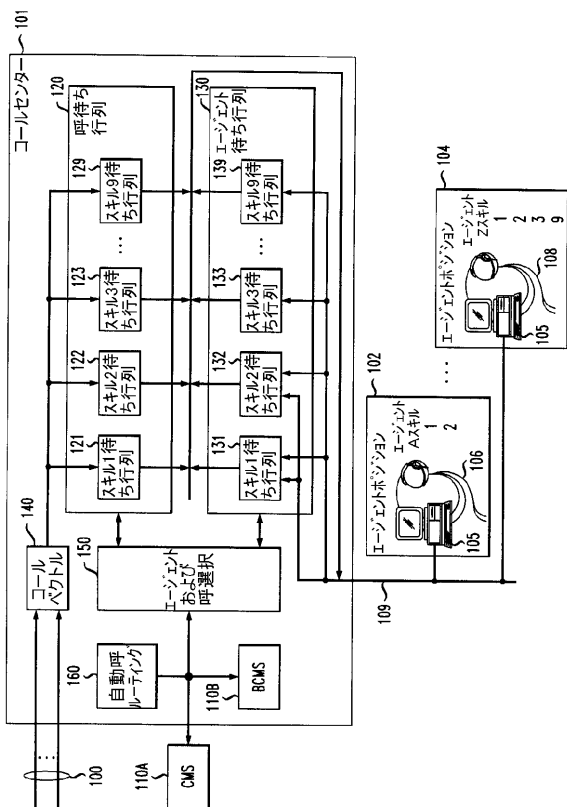 コールセンター
101
140
コール
ベクトル
100
120
呼待ち
行列
121
スキル1待
ち行列
122
スキル2待
ち行列
123
スキル3待
ち行列
...
129
スキル9待
ち行列
150
エージェント
および
呼選択
130
エージェント
待ち行列
131
スキル1待
ち行列
132
スキル2待
ち行列
133
スキル3待
ち行列
...
139
スキル9待
ち行列
160
自動呼
ルーティング
110A
CMS
110B
BCMS
109
102
エージェントポジション
エージェント
Aスキル
1
2
105
106
...
104
エージェントポジション
エージェント
Zスキル
1
2
3
9
105
108